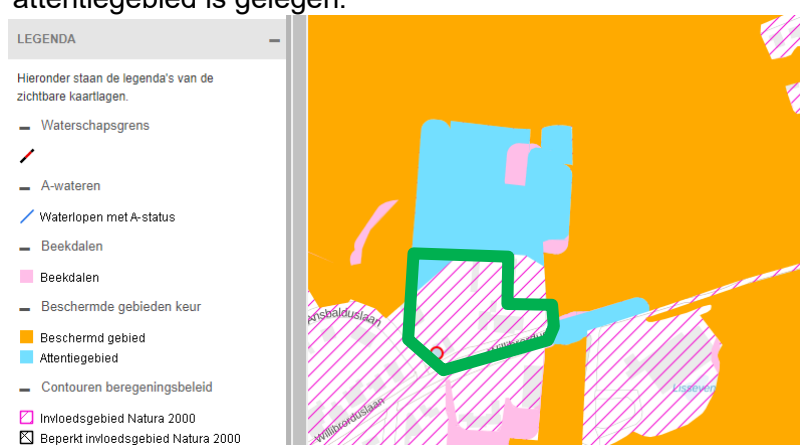 attentiegebied is gelegen.
LEGENDA
Hieronder staan de legenda's van de
zichtbare kaartlagen.
Waterschapsgrens
A-wateren
Waterlopen met A-status
Beekdalen
Beekdalen
Beschermde gebieden keur
Beschermd gebied
Attentiegebied
Contouren beregeningsbeleid
Invloedsgebied Natura 2000
Beperkt invloedsgebied Natura 2000
Lisseven
Willibrorduslaan